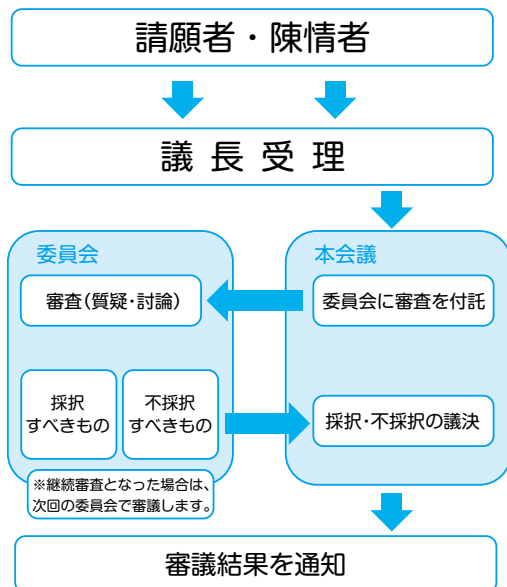 請願者・陳情者
議長受理
委員会
本会議
審査(質疑・討論)
委員会に審査を付託
採択
すべきもの
不採択
すべきもの
採択・不採択の議決
※継続審査となった場合は、
次回の委員会で審議します。
審議結果を通知